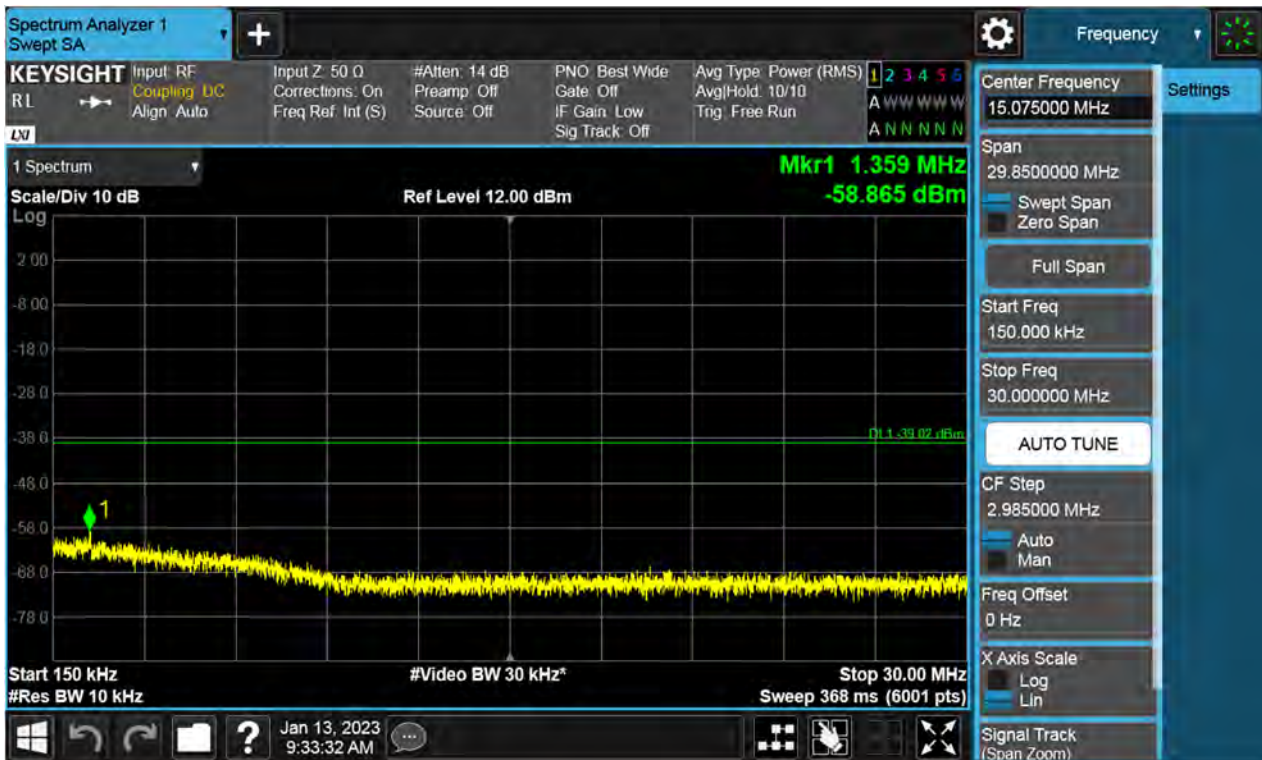 Spectrum Analyzer 1
Swept SA
+
Frequency
KEYSIGHT
RL
LXI
Input: RF
Coupling: DC
Align: Auto
Input Z: 50 Ω
Corrections: On
Freq Ref: Int (S)
#Atten: 14 dB
Preamp: Off
Source: Off
PNO: Best Wide
Gate: Off
IF Gain: Low
Sig Track: Off
Avg Type: Power (RMS)
Avg|Hold: 10/10
Trig: Free Run
1 2 3 4 5 6
A W W W W W
A N N N N N
1 Spectrum
Scale/Div 10 dB
Ref Level 12.00 dBm
Mkr1 1.359 MHz
-58.865 dBm
Log
2.00
-8.00
-18.0
-28.0
-38.0
-48.0
-58.0
-68.0
-78.0
DL1 -39.02 dBm
1
Start 150 kHz
#Video BW 30 kHz*
Stop 30.00 MHz
#Res BW 10 kHz
Sweep 368 ms (6001 pts)
Center Frequency
15.075000 MHz
Settings
Span
29.8500000 MHz
Swept Span
Zero Span
Full Span
Start Freq
150.000 kHz
Stop Freq
30.000000 MHz
AUTO TUNE
CF Step
2.985000 MHz
Auto
Man
Freq Offset
0 Hz
X Axis Scale
Log
Lin
Signal Track
(Span Zoom)
?
Jan 13, 2023
9:33:32 AM